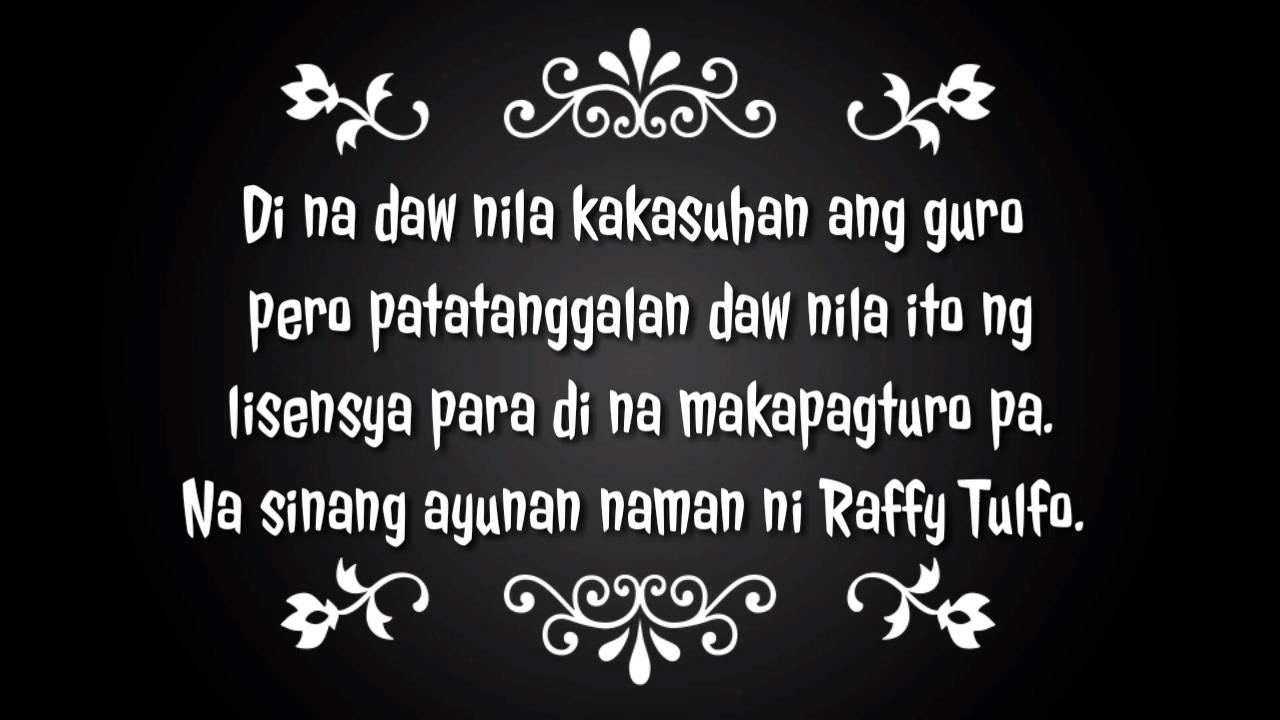 Di na daw nila kakasuhan ang guro
pero patatanggalan daw nila ito ng
lisensya para di na makapagturo pa.
Na sinang ayunan naman ni Raffy Tulfo.